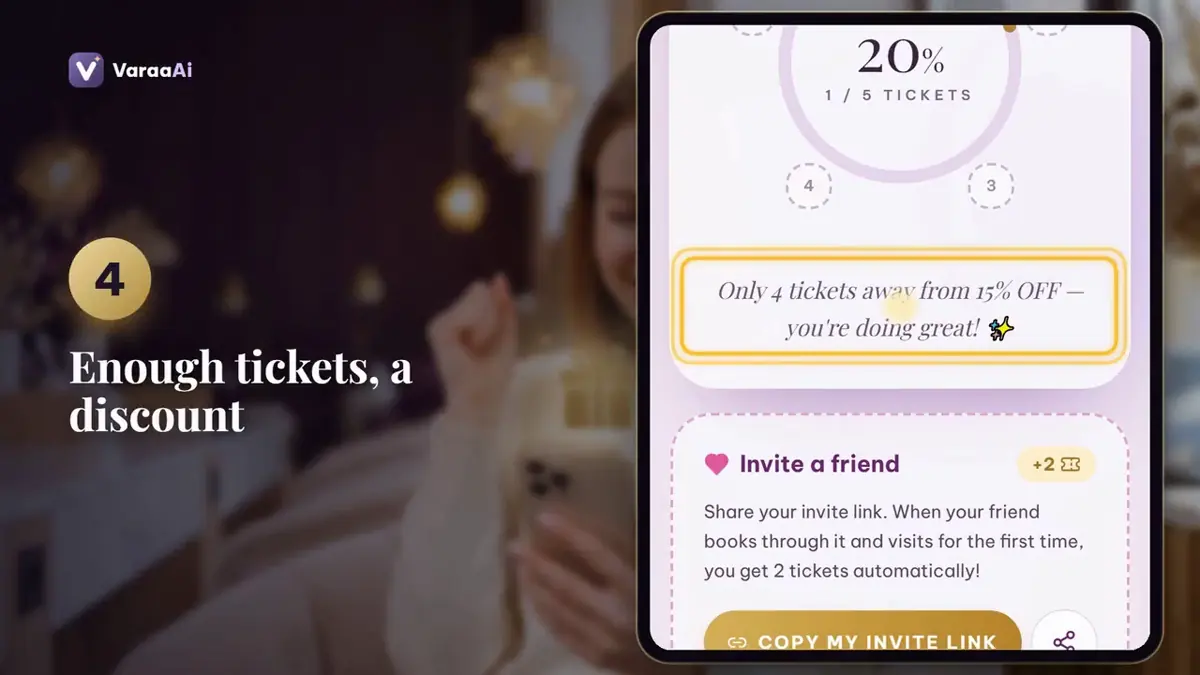 VaraaAi
4
Enough tickets, a
discount
20%
1 / 5 TICKETS
4
3
Only 4 tickets away from 15% OFF —
you're doing great! ✨
Invite a friend
+2
Share your invite link. When your friend
books through it and visits for the first time,
you get 2 tickets automatically!
COPY MY INVITE LINK